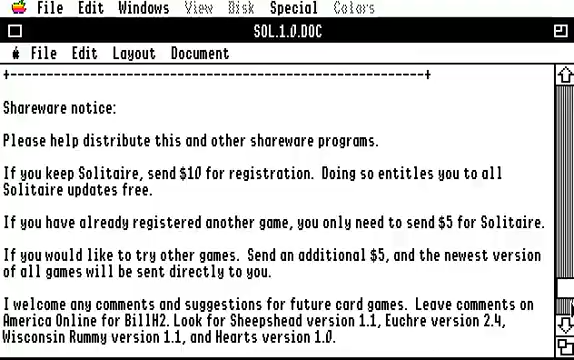 File Edit Windows View Disk Special Colors
SOL.1.0.DOC
# File Edit Layout Document
+----------------------------------------------------------------+
Shareware notice:
Please help distribute this and other shareware programs.
If you keep Solitaire, send $10 for registration.  Doing so entitles you to all
Solitaire updates free.
If you have already registered another game, you only need to send $5 for Solitaire.
If you would like to try other games.  Send an additional $5, and the newest version
of all games will be sent directly to you.
I welcome any comments and suggestions for future card games.  Leave comments on
America Online for BillH2. Look for Sheepshead version 1.1, Euchre version 2.4,
Wisconsin Rummy version 1.1, and Hearts version 1.0.